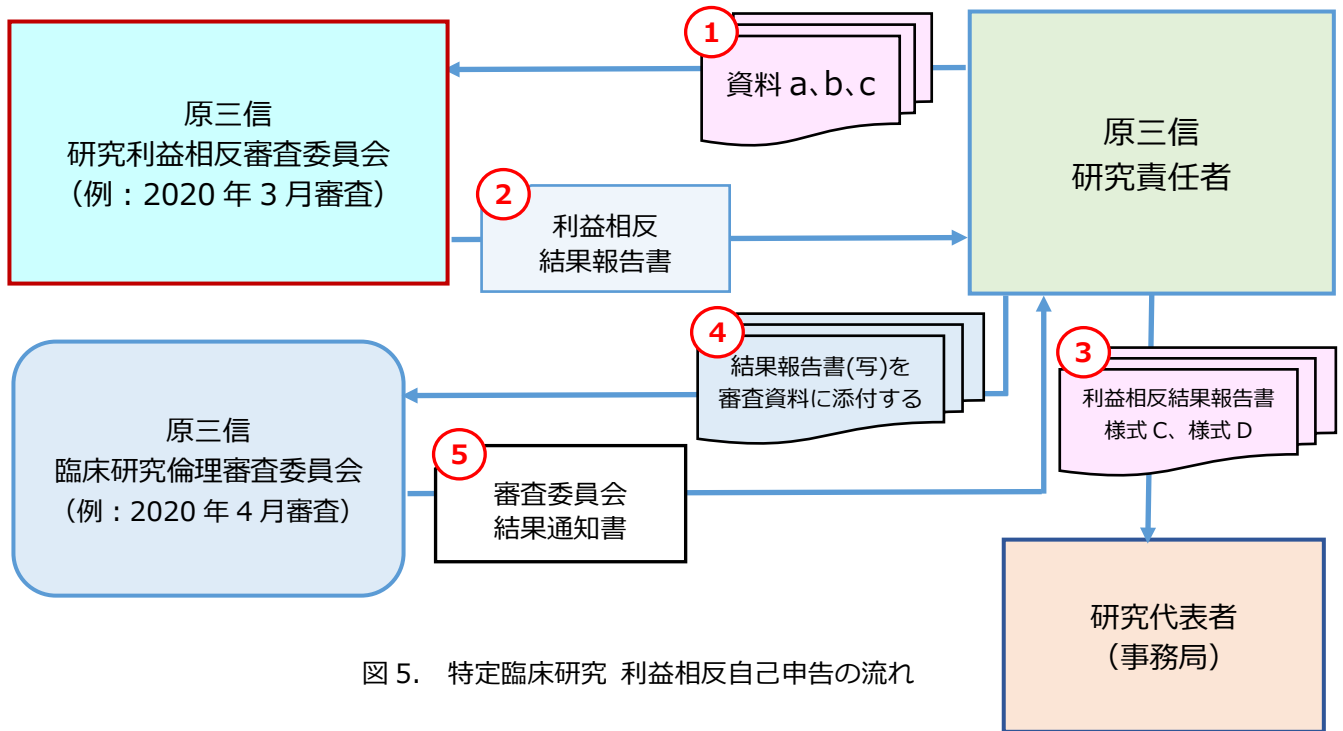 1
資料 a、b、c
原三信
研究利益相反審査委員会
（例：2020 年 3 月審査）
原三信
研究責任者
2
利益相反
結果報告書
4
結果報告書(写)を
審査資料に添付する
3
利益相反結果報告書
様式 C、様式 D
原三信
臨床研究倫理審査委員会
（例：2020 年 4 月審査）
5
審査委員会
結果通知書
研究代表者
（事務局）
図 5. 特定臨床研究 利益相反自己申告の流れ